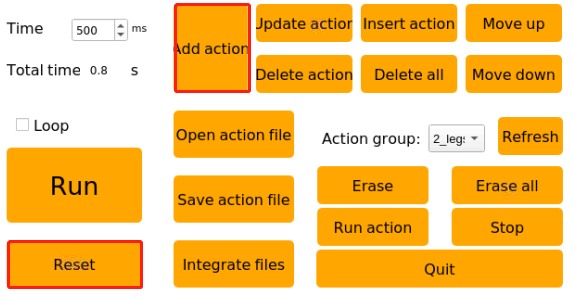 Time 500 ms
Total time 0.8 s
Loop
Run
Reset
Add action
Update action
Insert action
Move up
Delete action
Delete all
Move down
Open action file
Save action file
Integrate files
Action group: 2_legs
Refresh
Erase
Erase all
Run action
Stop
Quit